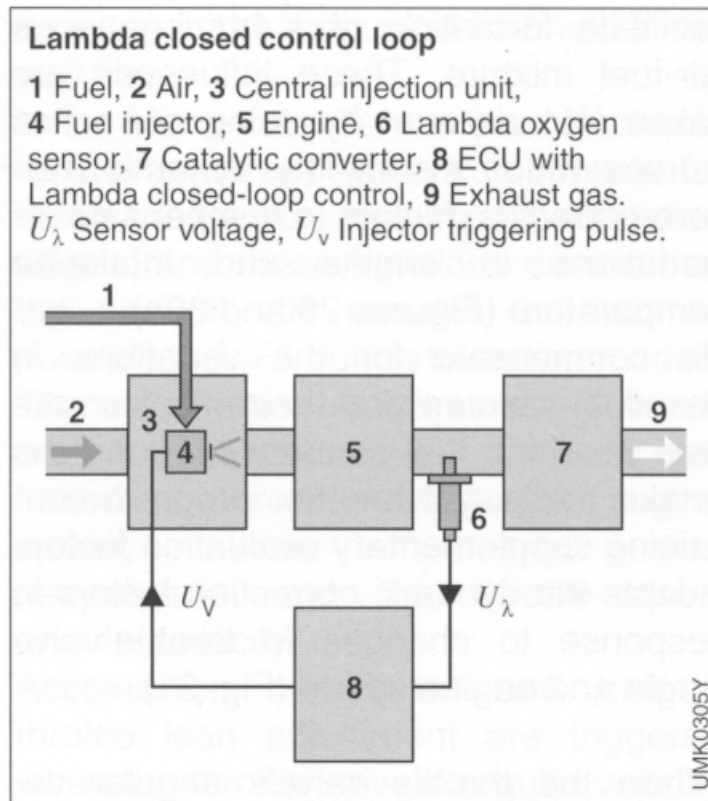 Lambda closed control loop
1 Fuel, 2 Air, 3 Central injection unit,
4 Fuel injector, 5 Engine, 6 Lambda oxygen
sensor, 7 Catalytic converter, 8 ECU with
Lambda closed-loop control, 9 Exhaust gas.
Uλ Sensor voltage, Uv Injector triggering pulse.
1
2
3
4
5
6
7
9
UV
Uλ
8
UMK0305Y